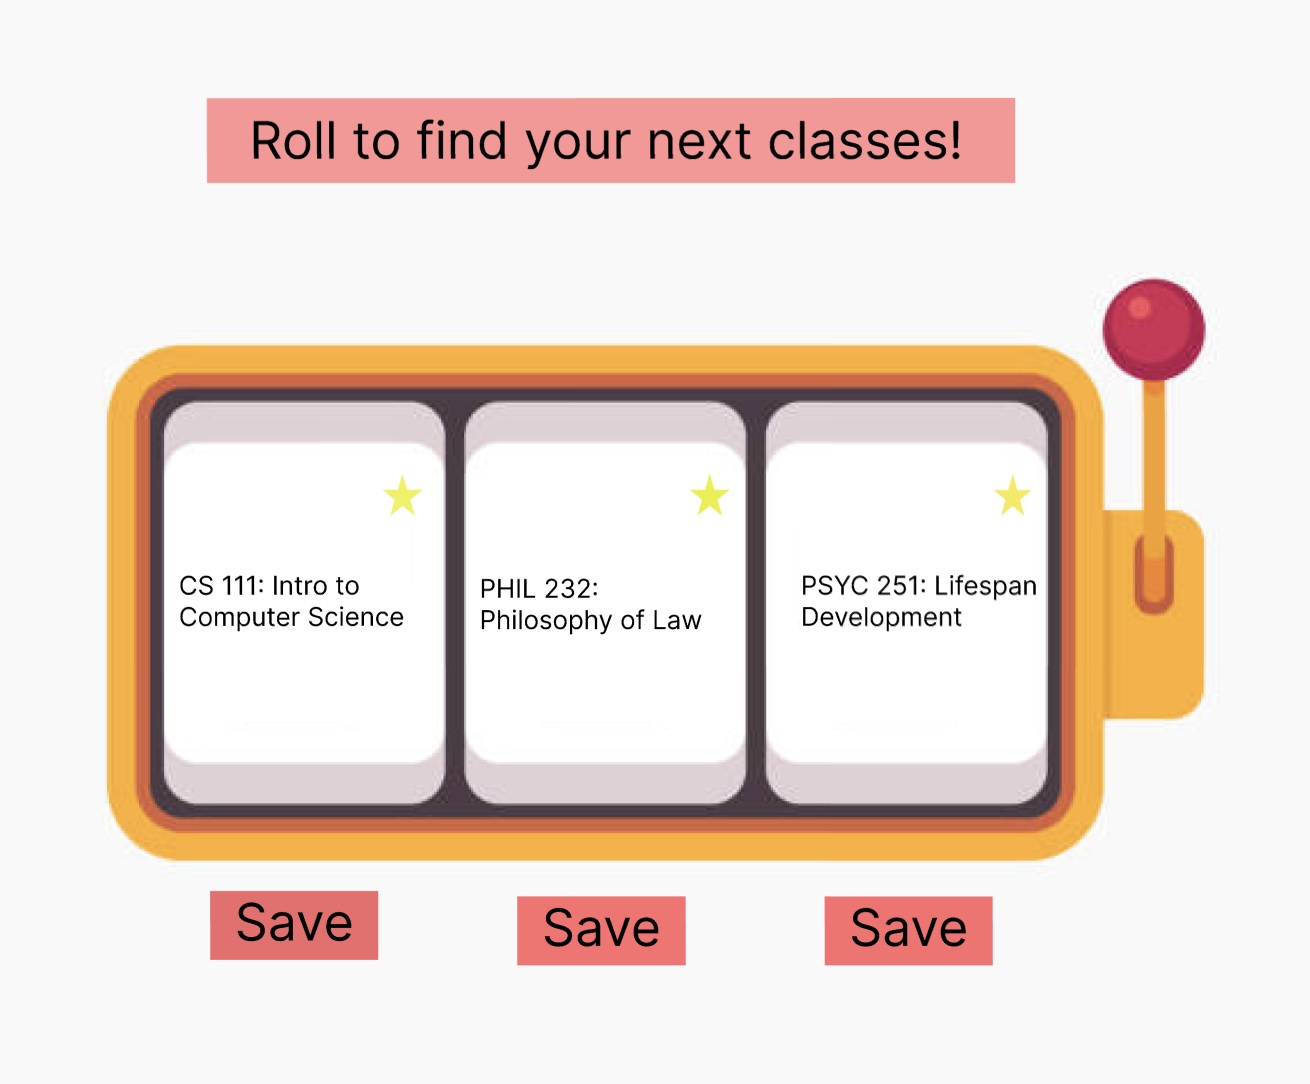 Roll to find your next classes!
CS 111: Intro to
Computer Science
PHIL 232:
Philosophy of Law
PSYC 251: Lifespan
Development
Save
Save
Save